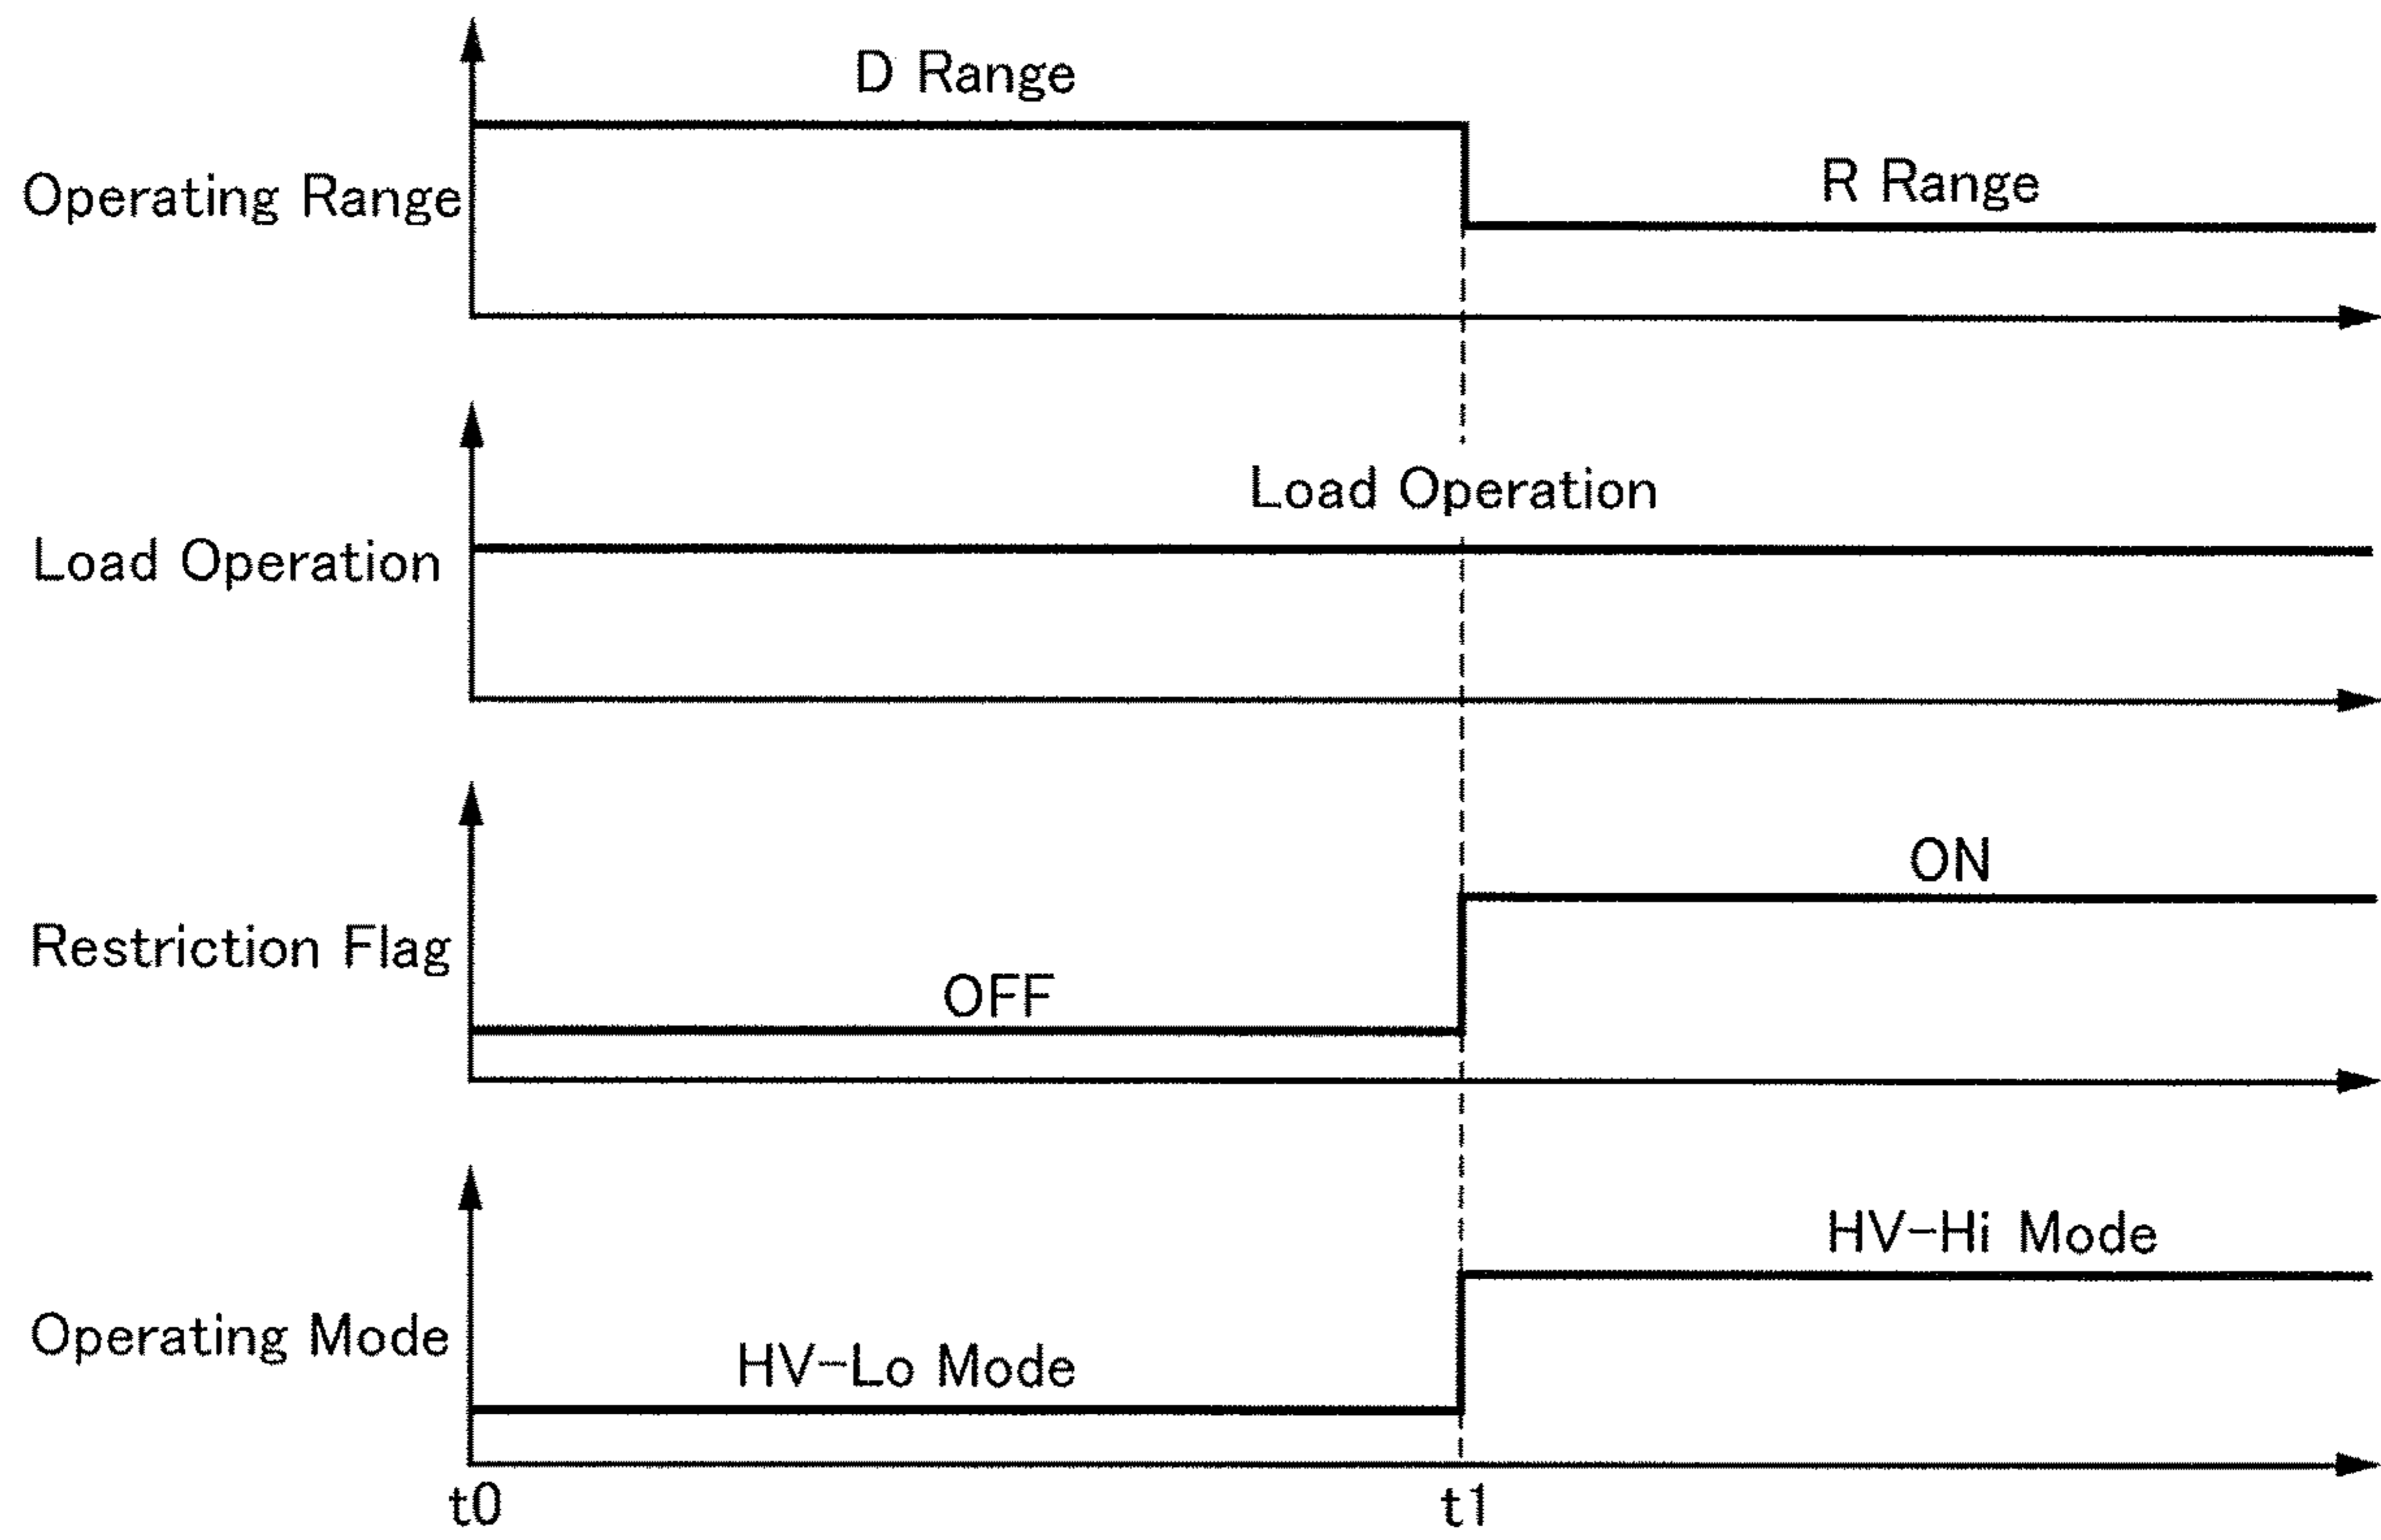 D Range
Operating Range
R Range
Load Operation
Load Operation
ON
Restriction Flag
OFF
HV-Hi Mode
Operating Mode
HV-Lo Mode
t0
t1